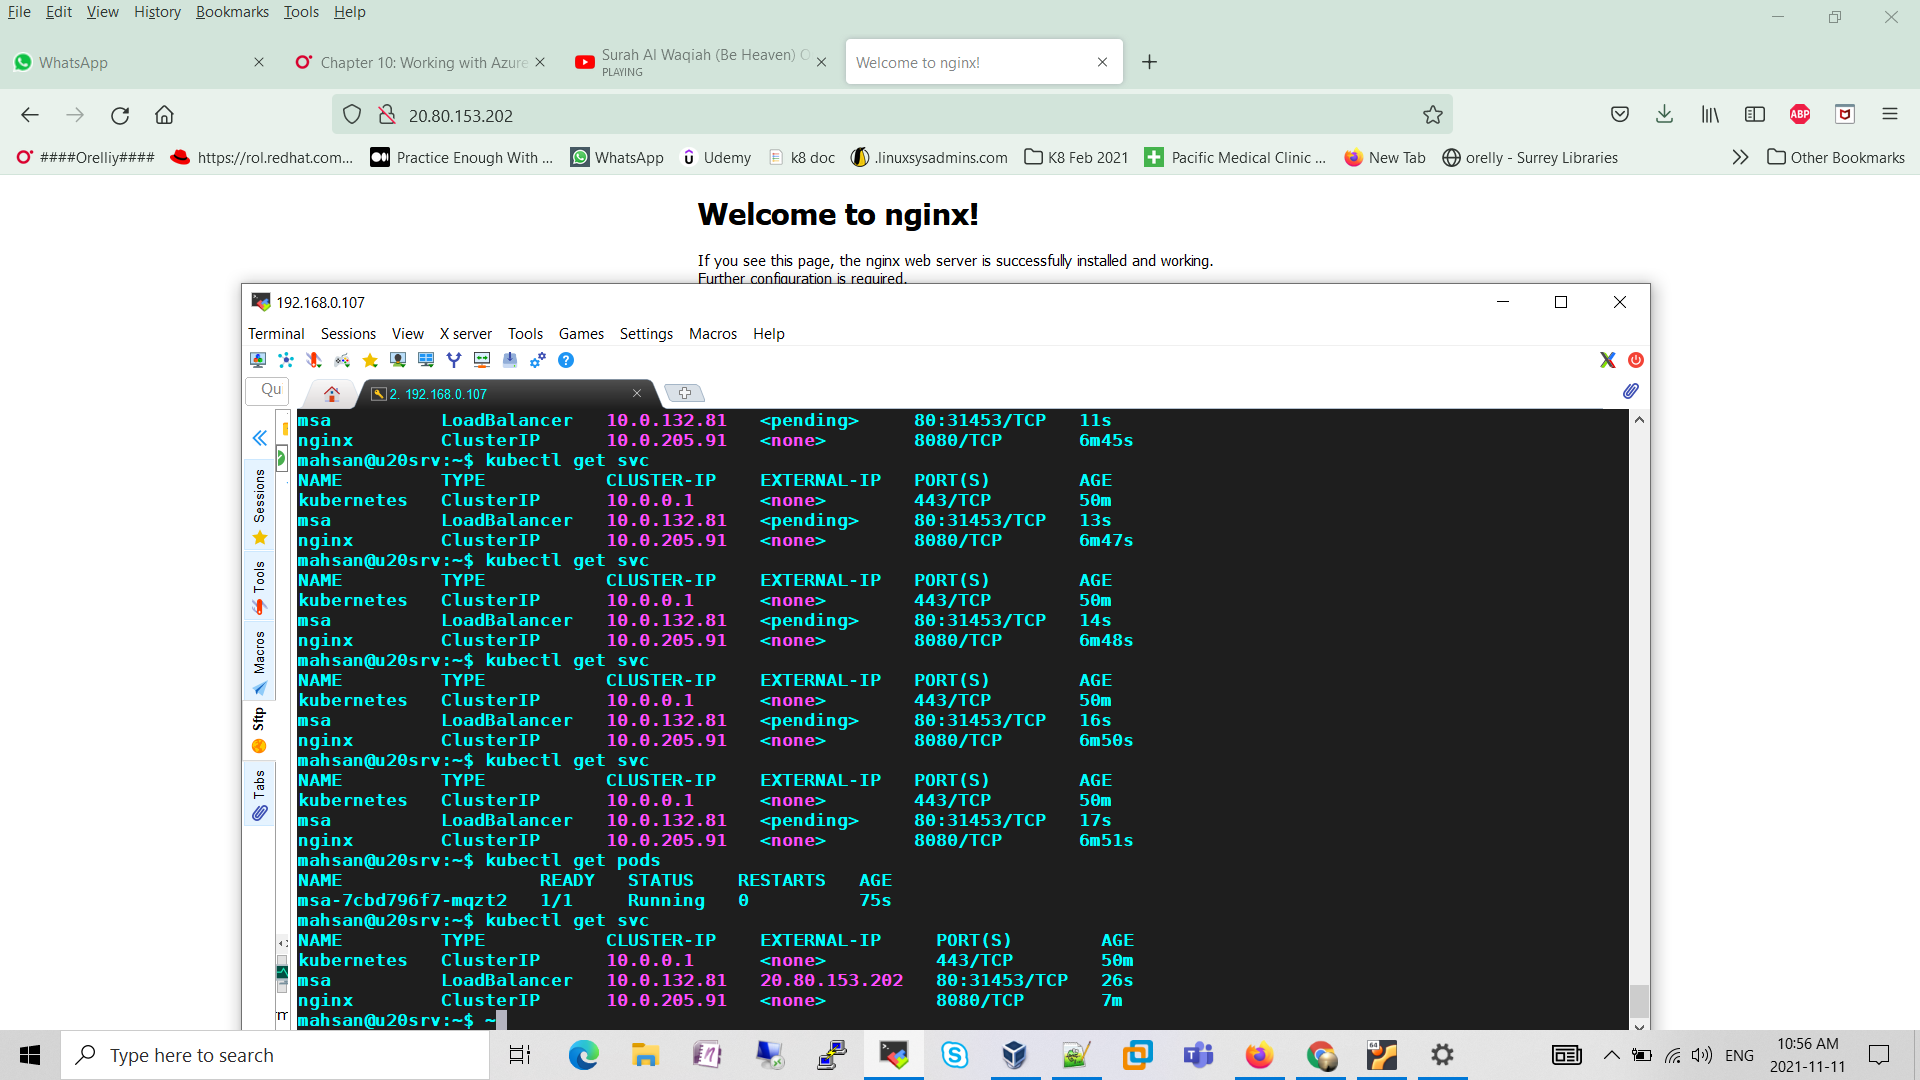 File Edit View History Bookmarks Tools Help
WhatsApp
Chapter 10: Working with Azure
Surah Al Waqiah (Be Heaven) O
PLAYING
Welcome to nginx!
20.80.153.202
####Orelliy####
https://rol.redhat.com...
Practice Enough With ...
WhatsApp
Udemy
k8 doc
.linuxsysadmins.com
K8 Feb 2021
Pacific Medical Clinic ...
New Tab
orelly - Surrey Libraries
Other Bookmarks
Welcome to nginx!
If you see this page, the nginx web server is successfully installed and working.
Further configuration is required.
192.168.0.107
Terminal Sessions View X server Tools Games Settings Macros Help
Qu
2. 192.168.0.107
Sessions
Tools
Macros
Sftp
Tabs
msa LoadBalancer 10.0.132.81 <pending> 80:31453/TCP 11s
nginx ClusterIP 10.0.205.91 <none> 8080/TCP 6m45s
mahsan@u20srv:~$ kubectl get svc
NAME TYPE CLUSTER-IP EXTERNAL-IP PORT(S) AGE
kubernetes ClusterIP 10.0.0.1 <none> 443/TCP 50m
msa LoadBalancer 10.0.132.81 <pending> 80:31453/TCP 13s
nginx ClusterIP 10.0.205.91 <none> 8080/TCP 6m47s
mahsan@u20srv:~$ kubectl get svc
NAME TYPE CLUSTER-IP EXTERNAL-IP PORT(S) AGE
kubernetes ClusterIP 10.0.0.1 <none> 443/TCP 50m
msa LoadBalancer 10.0.132.81 <pending> 80:31453/TCP 14s
nginx ClusterIP 10.0.205.91 <none> 8080/TCP 6m48s
mahsan@u20srv:~$ kubectl get svc
NAME TYPE CLUSTER-IP EXTERNAL-IP PORT(S) AGE
kubernetes ClusterIP 10.0.0.1 <none> 443/TCP 50m
msa LoadBalancer 10.0.132.81 <pending> 80:31453/TCP 16s
nginx ClusterIP 10.0.205.91 <none> 8080/TCP 6m50s
mahsan@u20srv:~$ kubectl get svc
NAME TYPE CLUSTER-IP EXTERNAL-IP PORT(S) AGE
kubernetes ClusterIP 10.0.0.1 <none> 443/TCP 50m
msa LoadBalancer 10.0.132.81 <pending> 80:31453/TCP 17s
nginx ClusterIP 10.0.205.91 <none> 8080/TCP 6m51s
mahsan@u20srv:~$ kubectl get pods
NAME READY STATUS RESTARTS AGE
msa-7cbd796f7-mqzt2 1/1 Running 0 75s
mahsan@u20srv:~$ kubectl get svc
NAME TYPE CLUSTER-IP EXTERNAL-IP PORT(S) AGE
kubernetes ClusterIP 10.0.0.1 <none> 443/TCP 50m
msa LoadBalancer 10.0.132.81 20.80.153.202 80:31453/TCP 26s
nginx ClusterIP 10.0.205.91 <none> 8080/TCP 7m
mahsan@u20srv:~$ ~
Type here to search
ENG
10:56 AM
2021-11-11